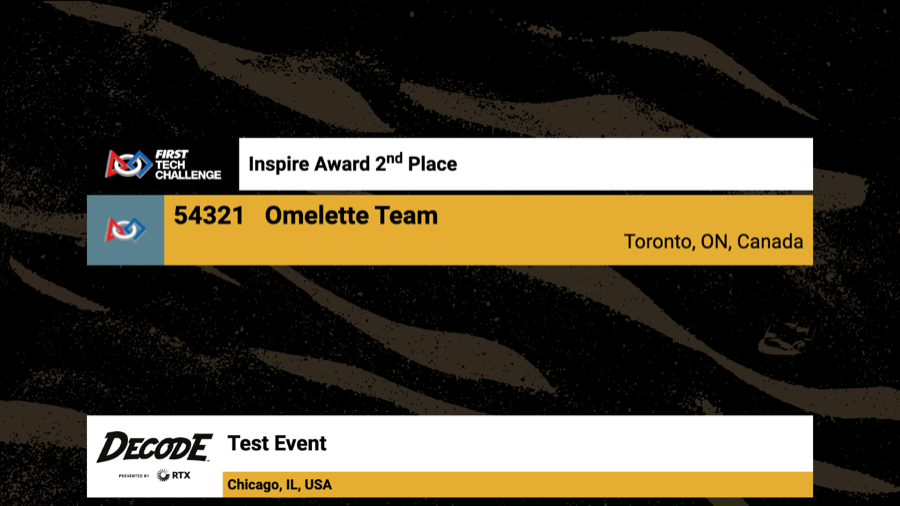 FIRST
TECH
CHALLENGE
Inspire Award 2nd Place
54321 Omelette Team
Toronto, ON, Canada
DECODE
PRESENTED BY RTX
Test Event
Chicago, IL, USA